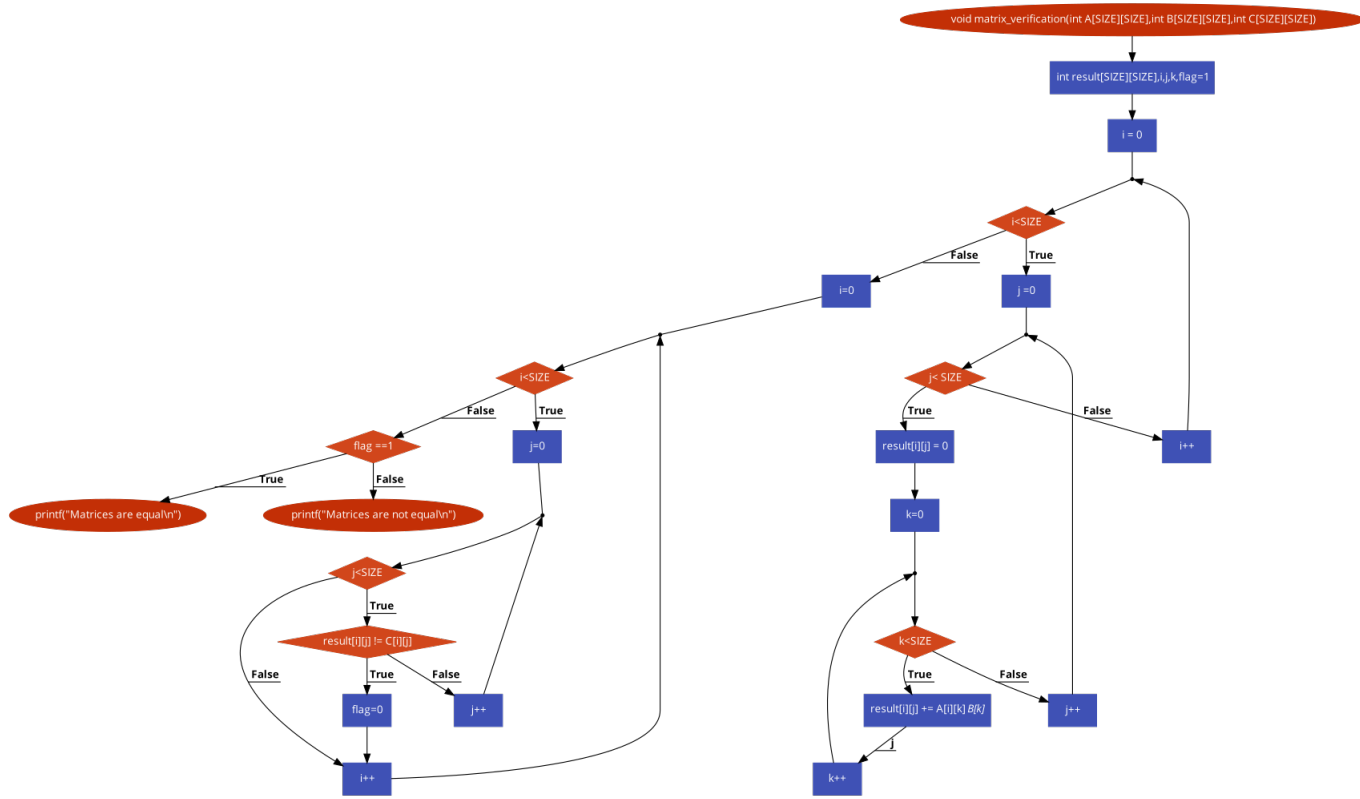 void matrix_verification(int A[SIZE][SIZE],int B[SIZE][SIZE],int C[SIZE][SIZE])
int result[SIZE][SIZE],i,j,k,flag=1
i = 0
i<SIZE
False
True
i=0
j =0
i<SIZE
j< SIZE
False
True
True
False
flag ==1
j=0
result[i][j] = 0
i++
True
False
printf("Matrices are equal\n")
printf("Matrices are not equal\n")
k=0
j<SIZE
True
result[i][j] != C[i][j]
k<SIZE
False
True
False
True
False
flag=0
j++
result[i][j] += A[i][k] B[k]
j++
j
i++
k++